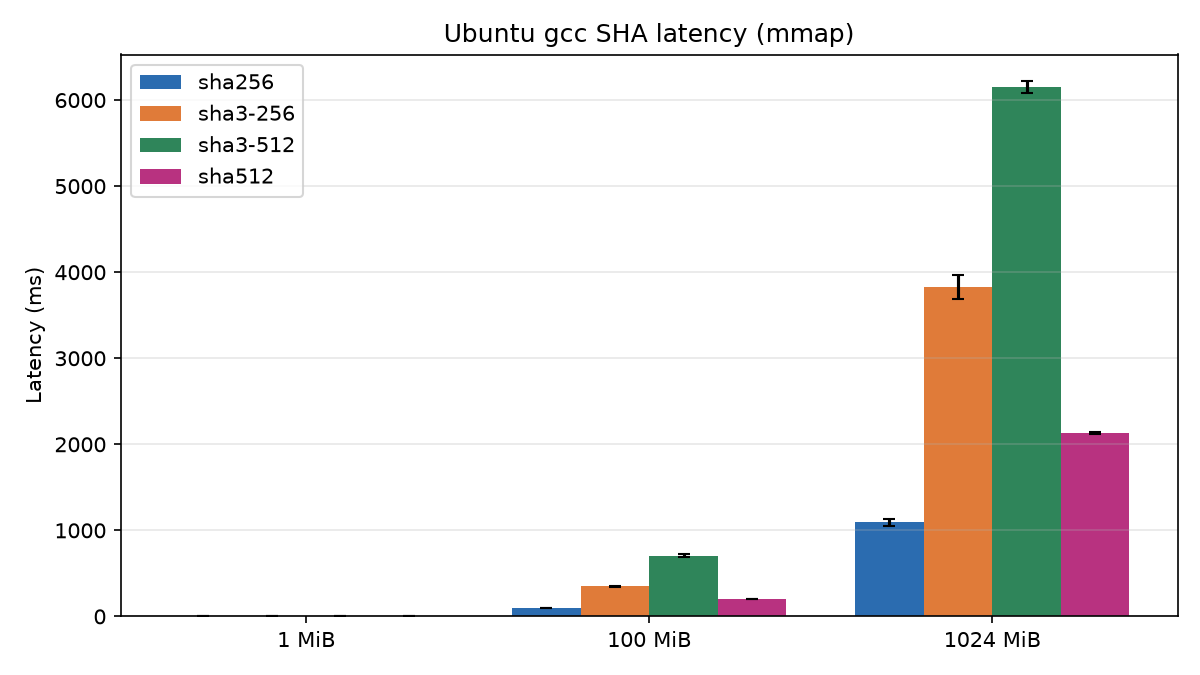 Ubuntu gcc SHA latency (mmap)
sha256
sha3-256
sha3-512
sha512
Latency (ms)
6000
5000
4000
3000
2000
1000
0
1 MiB
100 MiB
1024 MiB